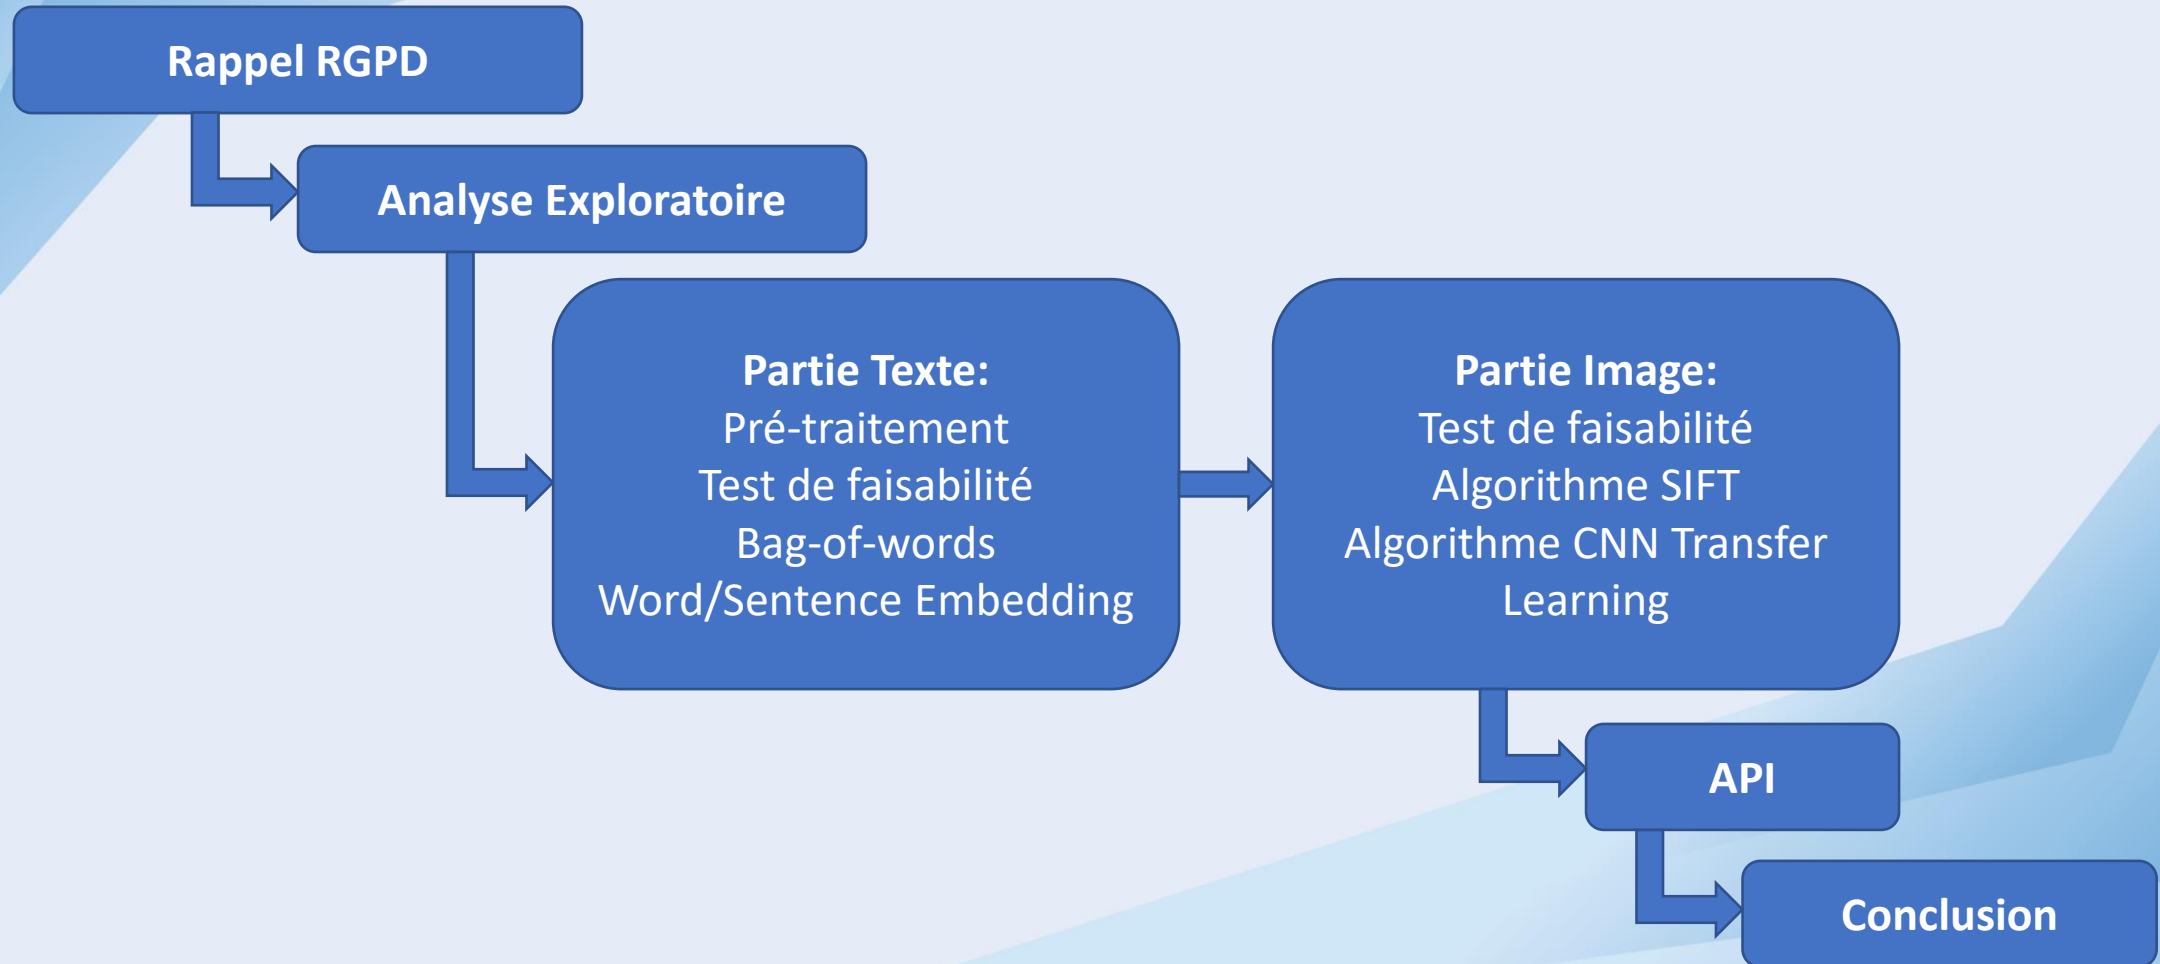 Rappel RGPD
Analyse Exploratoire
Partie Texte:
Pré-traitement
Test de faisabilité
Bag-of-words
Word/Sentence Embedding
Partie Image:
Test de faisabilité
Algorithme SIFT
Algorithme CNN Transfer
Learning
API
Conclusion